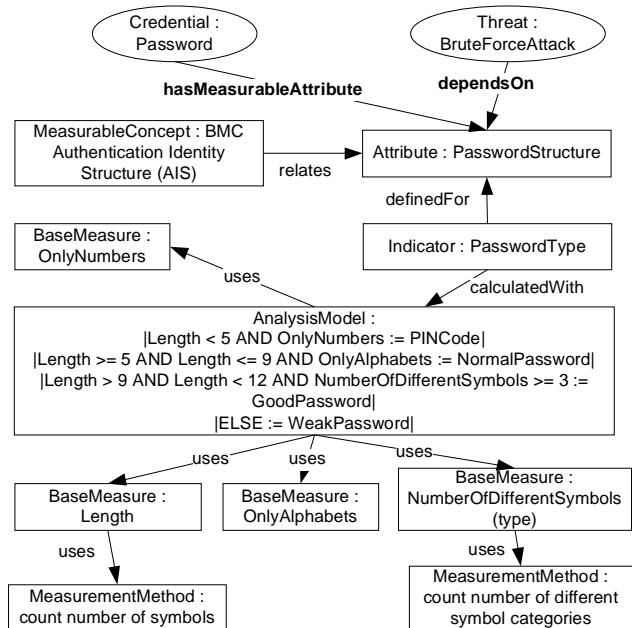 Credential :
Password
Threat :
BruteForceAttack
hasMeasurableAttribute
dependsOn
MeasurableConcept : BMC
Authentication Identity
Structure (AIS)
relates
Attribute : PasswordStructure
definedFor
BaseMeasure :
OnlyNumbers
Indicator : PasswordType
uses
calculatedWith
AnalysisModel :
|Length < 5 AND OnlyNumbers := PINCode|
|Length >= 5 AND Length <= 9 AND OnlyAlphabets := NormalPassword|
|Length > 9 AND Length < 12 AND NumberOfDifferentSymbols >= 3 :=
GoodPassword|
|ELSE := WeakPassword|
uses
uses
uses
BaseMeasure :
Length
BaseMeasure :
OnlyAlphabets
BaseMeasure :
NumberOfDifferentSymbols
(type)
uses
uses
MeasurementMethod :
count number of symbols
MeasurementMethod :
count number of different
symbol categories